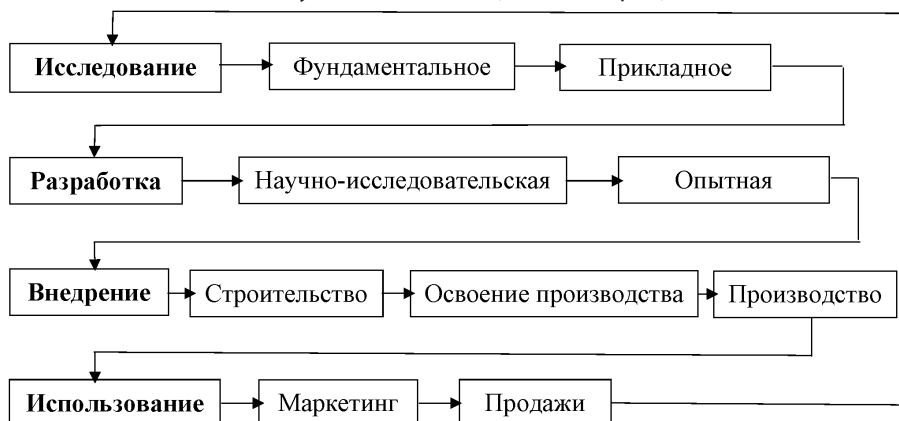 Исследование Фундаментальное Прикладное
Разработка Научно-исследовательская Опытная
Внедрение Строительство Освоение производства Производство
Использование Маркетинг Продажи